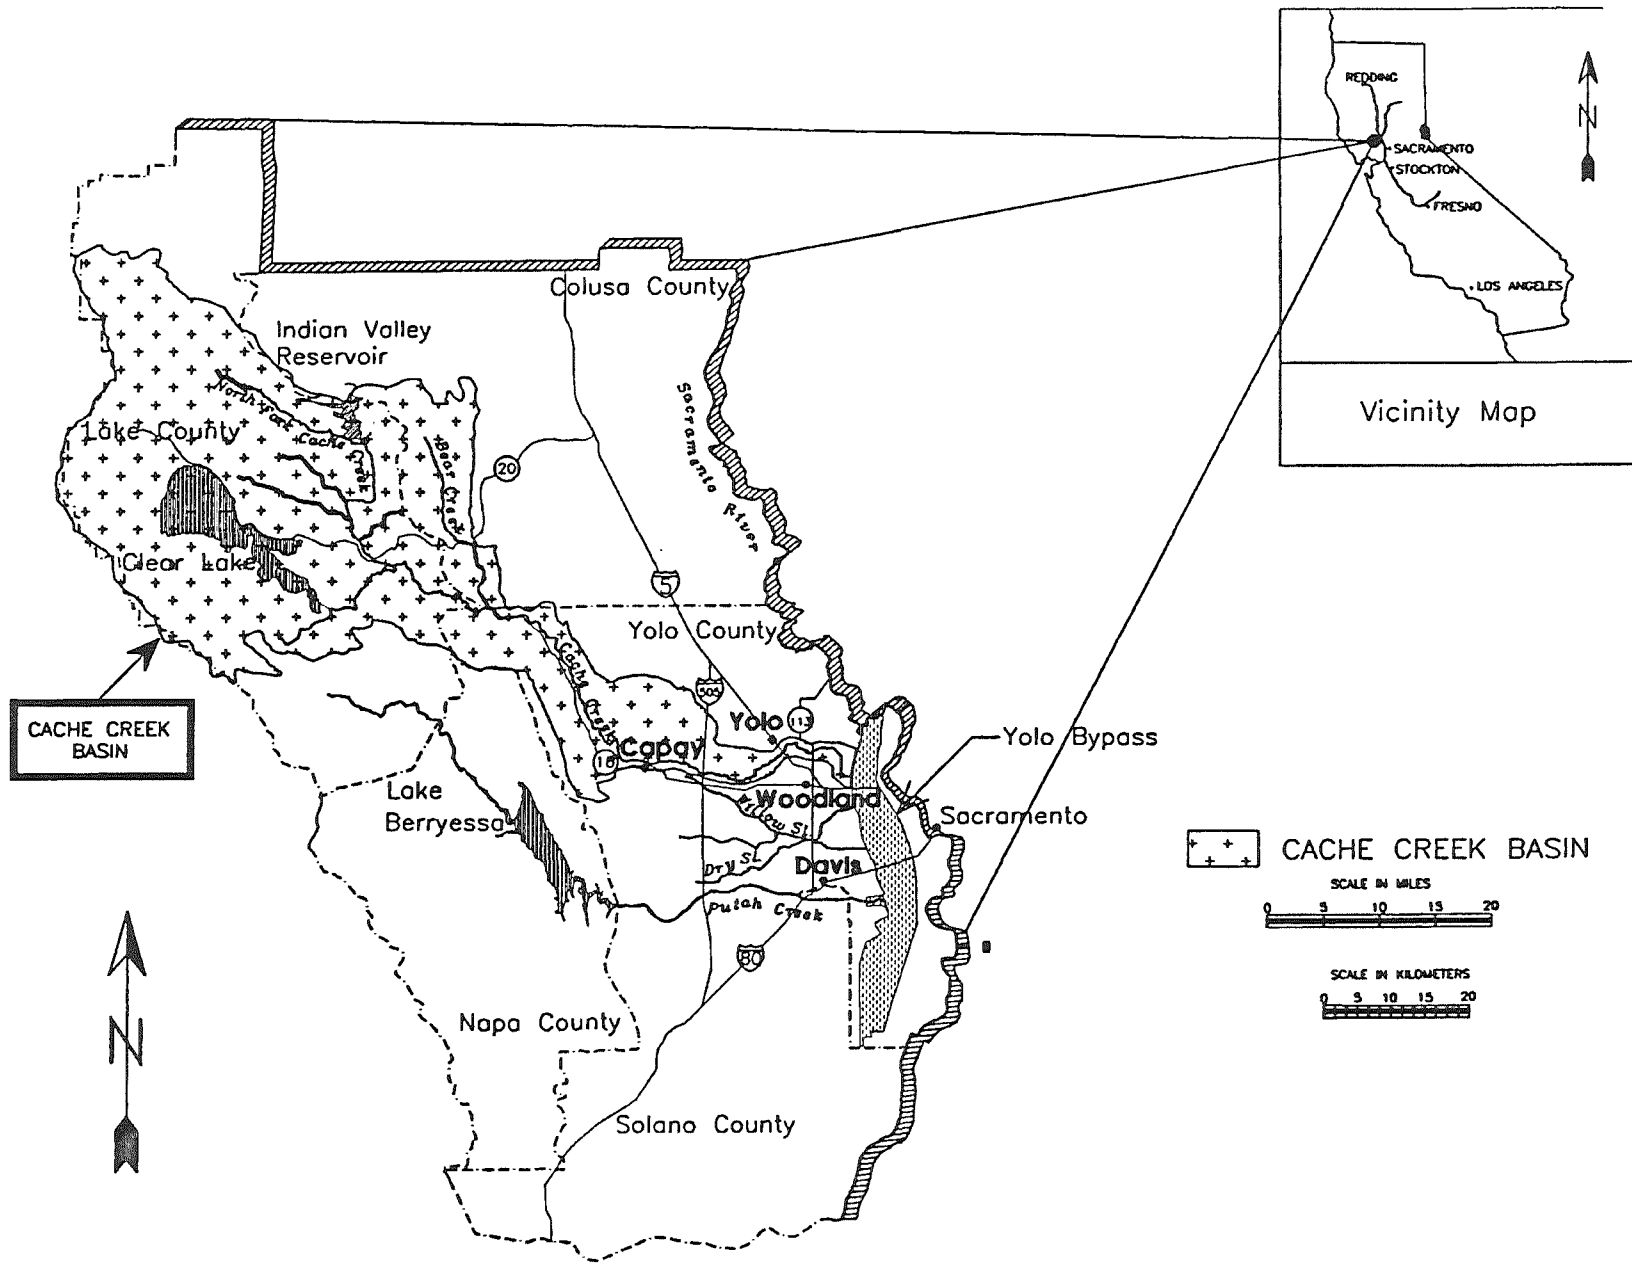 REDDING
N
SACRAMENTO
STOCKTON
FRESNO
LOS ANGELES
Vicinity Map
Colusa County
Indian Valley
Reservoir
North Fork Cache Creek
Lake County
Bear Creek
20
Sacramento River
Clear Lake
5
Yolo County
Cache Creek
505
CACHE CREEK
BASIN
Yolo
113
Capay
16
Yolo Bypass
Lake
Berryessa
Woodland
Willow SL.
Sacramento
Dry SL
Davis
Putah Creek
80
CACHE CREEK BASIN
SCALE IN MILES
0 5 10 15 20
SCALE IN KILOMETERS
0 5 10 15 20
N
Napa County
Solano County